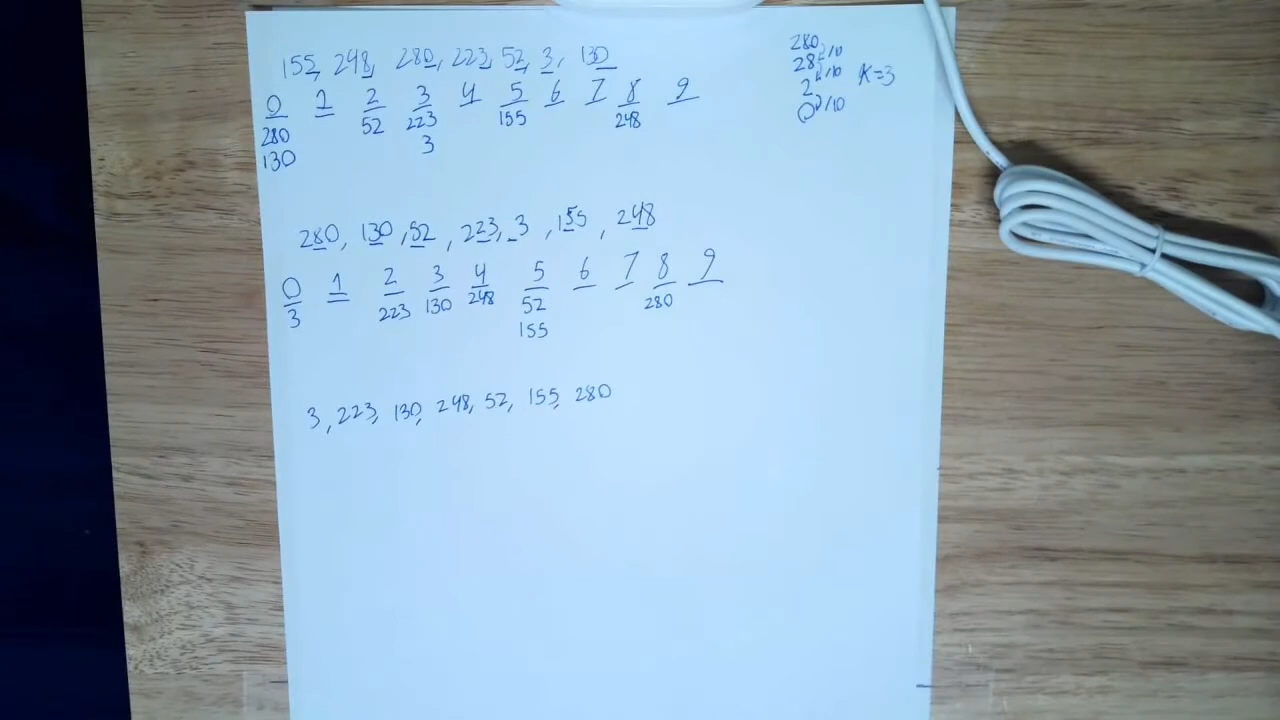 155, 248, 280, 223, 52, 3, 130
0 1 2 3 4 5 6 7 8 9
280 52 223 155 248
130 3
280, 130, 52, 223, 3, 155, 248
0 1 2 3 4 5 6 7 8 9
3 223 130 248 52 280
155
3, 223, 130, 248, 52, 155, 280
280 /10
28 /10
2 /10
0
K=3